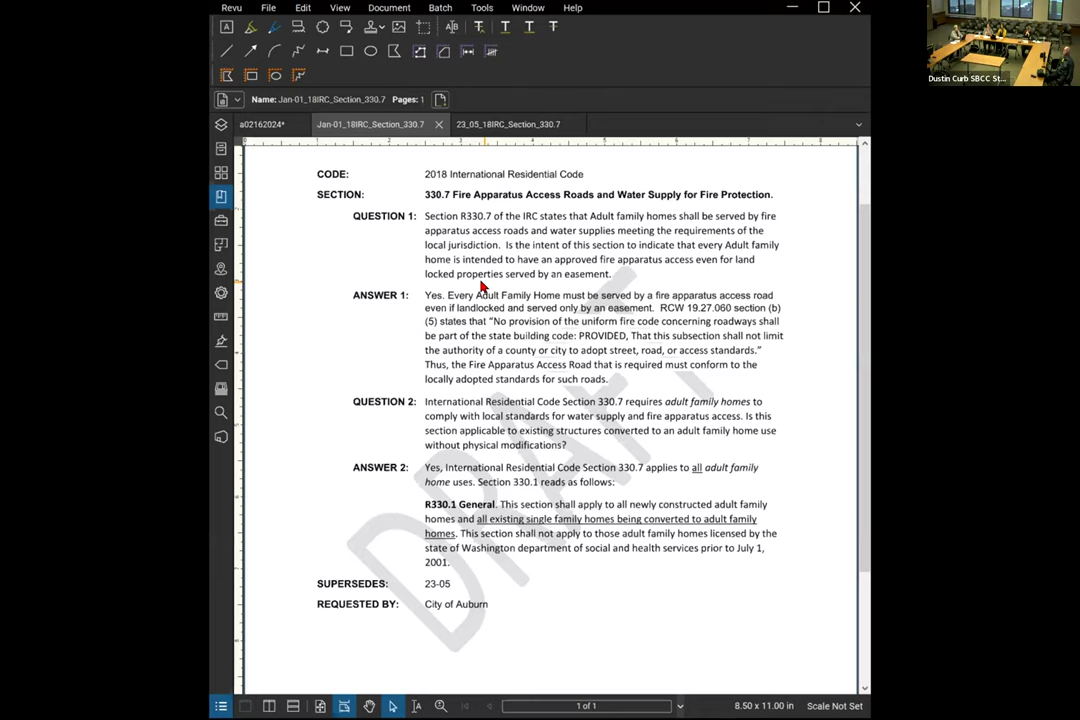 Revu File Edit View Document Batch Tools Window Help
Name: Jan-01_18IRC_Section_330.7 Pages: 1
a02162024* Jan-01_18IRC_Section_330.7 23_05_18IRC_Section_330.7
CODE: 2018 International Residential Code
SECTION: 330.7 Fire Apparatus Access Roads and Water Supply for Fire Protection.
QUESTION 1: Section R330.7 of the IRC states that Adult family homes shall be served by fire
apparatus access roads and water supplies meeting the requirements of the
local jurisdiction. Is the intent of this section to indicate that every Adult family
home is intended to have an approved fire apparatus access even for land
locked properties served by an easement.
ANSWER 1: Yes. Every Adult Family Home must be served by a fire apparatus access road
even if landlocked and served only by an easement. RCW 19.27.060 section (b)
(5) states that “No provision of the uniform fire code concerning roadways shall
be part of the state building code: PROVIDED, That this subsection shall not limit
the authority of a county or city to adopt street, road, or access standards.”
Thus, the Fire Apparatus Access Road that is required must conform to the
locally adopted standards for such roads.
QUESTION 2: International Residential Code Section 330.7 requires adult family homes to
comply with local standards for water supply and fire apparatus access. Is this
section applicable to existing structures converted to an adult family home use
without physical modifications?
ANSWER 2: Yes, International Residential Code Section 330.7 applies to all adult family
home uses. Section 330.1 reads as follows:
R330.1 General. This section shall apply to all newly constructed adult family
homes and all existing single family homes being converted to adult family
homes. This section shall not apply to those adult family homes licensed by the
state of Washington department of social and health services prior to July 1,
2001.
SUPERSEDES: 23-05
REQUESTED BY: City of Auburn
DRAFT
1 of 1 8.50 x 11.00 in Scale Not Set
Dustin Curb SBCC St...